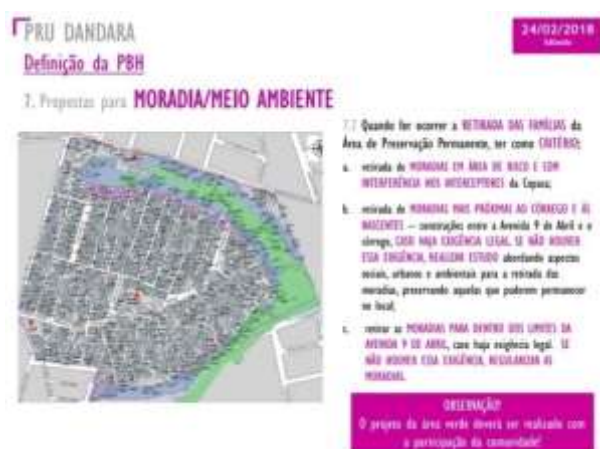 PRU DANDARA
24/02/2018
Sábado
Definição da PBH
7. Propostas para MORADIA/MEIO AMBIENTE
7.2 Quando for ocorrer a RETIRADA DAS FAMÍLIAS da
Área de Preservação Permanente, ter como CRITÉRIO:
a. retirada de MORADIAS EM ÁREA DE RISCO E COM
INTERFERÊNCIA NOS INTERCEPTORES da Copasa;
b. retirada de MORADIAS MAIS PRÓXIMAS AO CÓRREGO E ÀS
NASCENTES – construções entre a Avenida 9 de Abril e o
córrego, CASO HAJA EXIGÊNCIA LEGAL. SE NÃO HOUVER
ESSA EXIGÊNCIA, REALIZAR ESTUDO abordando aspectos
sociais, urbanos e ambientais para a retirada das
moradias, preservando aquelas que puderem permanecer
no local;
c. retirar as MORADIAS PARA DENTRO DOS LIMITES DA
AVENIDA 9 DE ABRIL, caso haja exigência legal. SE
NÃO HOUVER ESSA EXIGÊNCIA, REGULARIZAR AS
MORADIAS.
OBSERVAÇÃO!
O projeto da área verde deverá ser realizado com
a participação da comunidade!